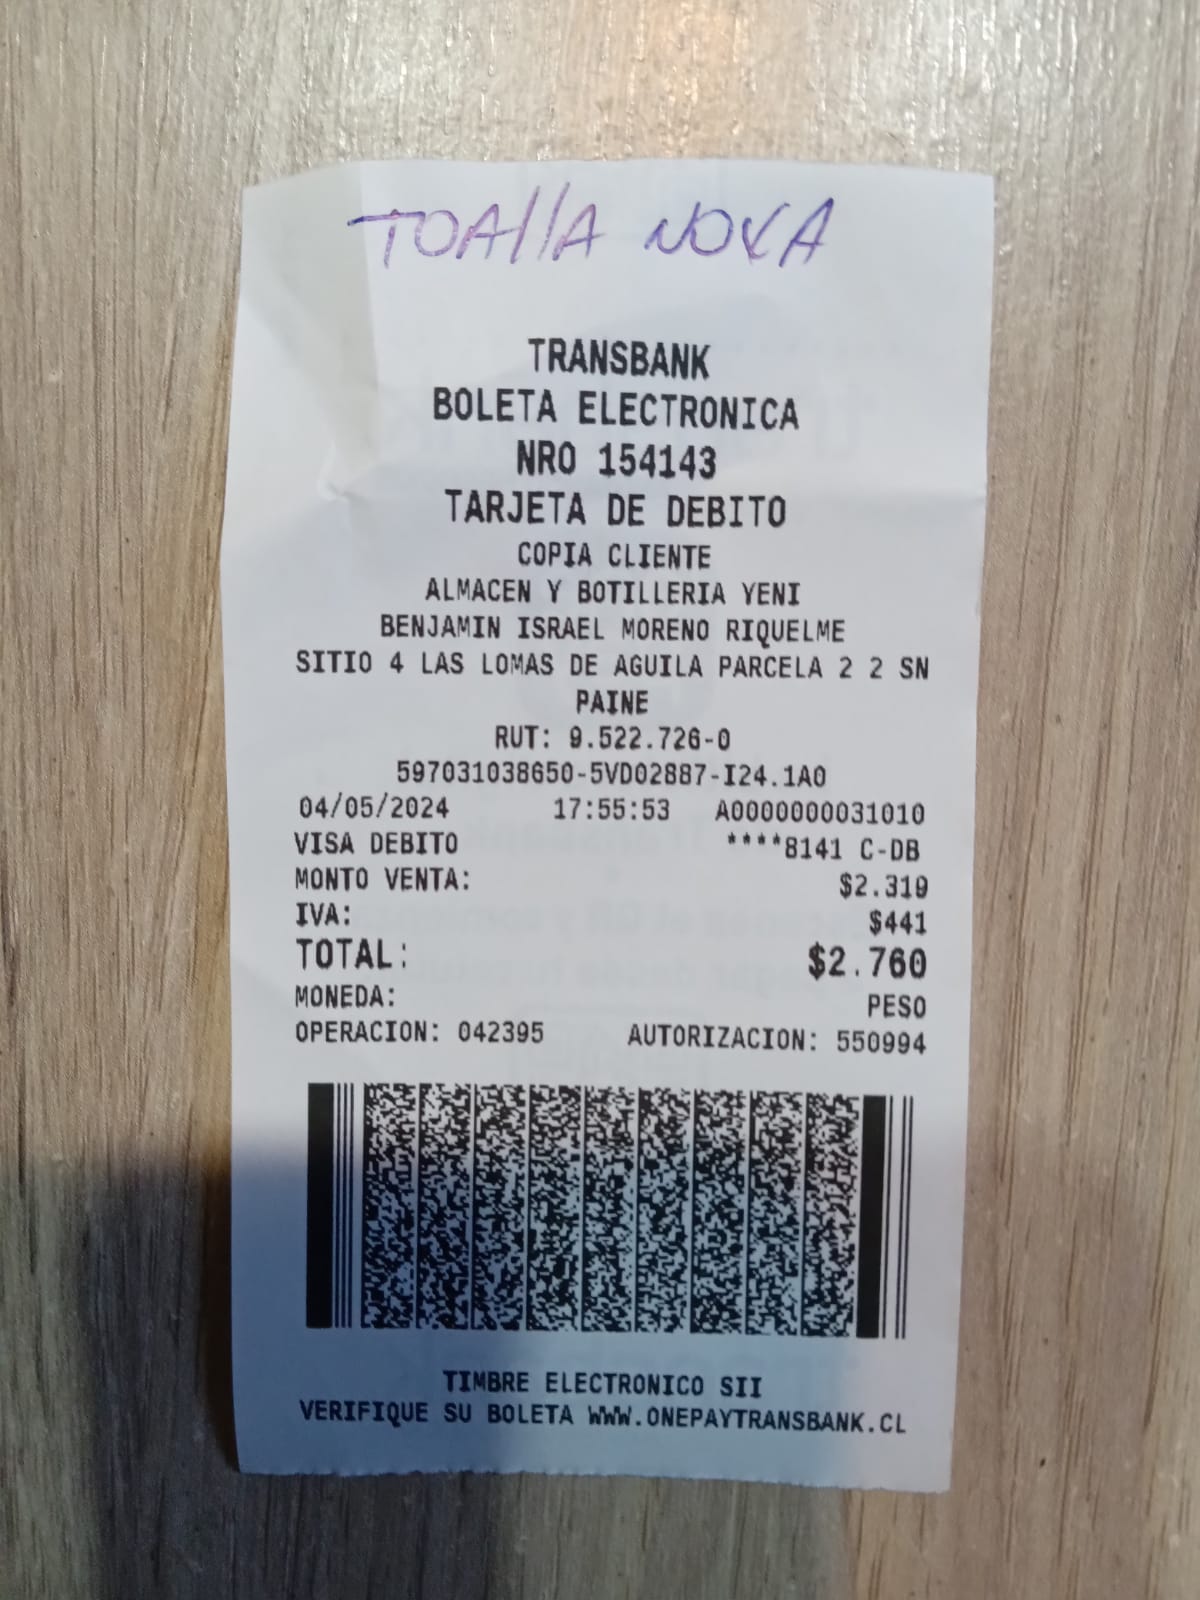 TOALLA NOVA
TRANSBANK
BOLETA ELECTRONICA
NRO 154143
TARJETA DE DEBITO
COPIA CLIENTE
ALMACEN Y BOTILLERIA YENI
BENJAMIN ISRAEL MORENO RIQUELME
SITIO 4 LAS LOMAS DE AGUILA PARCELA 2 2 SN
PAINE
RUT: 9.522.726-0
597031038650-5VD02887-I24.1A0
04/05/2024 17:55:53 A0000000031010
VISA DEBITO ****8141 C-DB
MONTO VENTA: $2.319
IVA: $441
TOTAL: $2.760
MONEDA: PESO
OPERACION: 042395 AUTORIZACION: 550994
TIMBRE ELECTRONICO SII
VERIFIQUE SU BOLETA WWW.ONEPAYTRANSBANK.CL